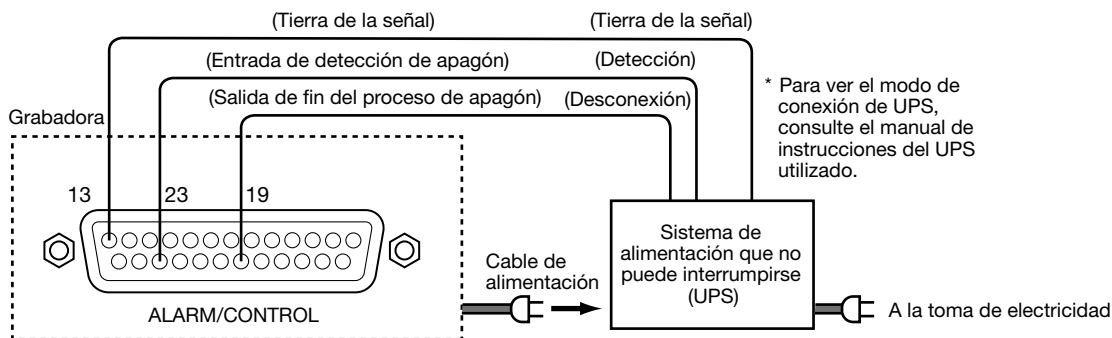 (Tierra de la señal)
(Tierra de la señal)
(Entrada de detección de apagón)
(Detección)
(Salida de fin del proceso de apagón)
(Desconexión)
* Para ver el modo de
conexión de UPS,
consulte el manual de
instrucciones del UPS
utilizado.
Grabadora
13
23
19
ALARM/CONTROL
Cable de
alimentación
Sistema de
alimentación que no
puede interrumpirse
(UPS)
A la toma de electricidad